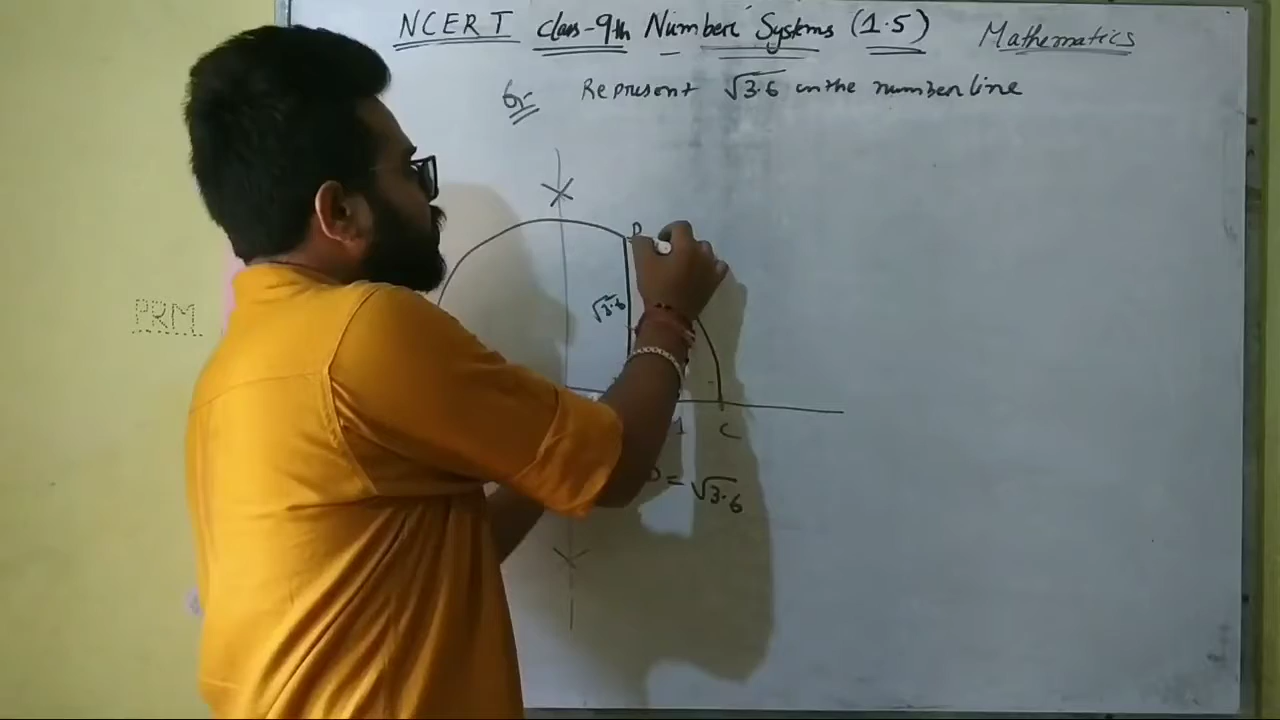 NCERT Class-9th Number Systems (1.5) Mathematics
Represent √3.6 on the number line
D
PRM
√3.6
1 C
D = √3.6